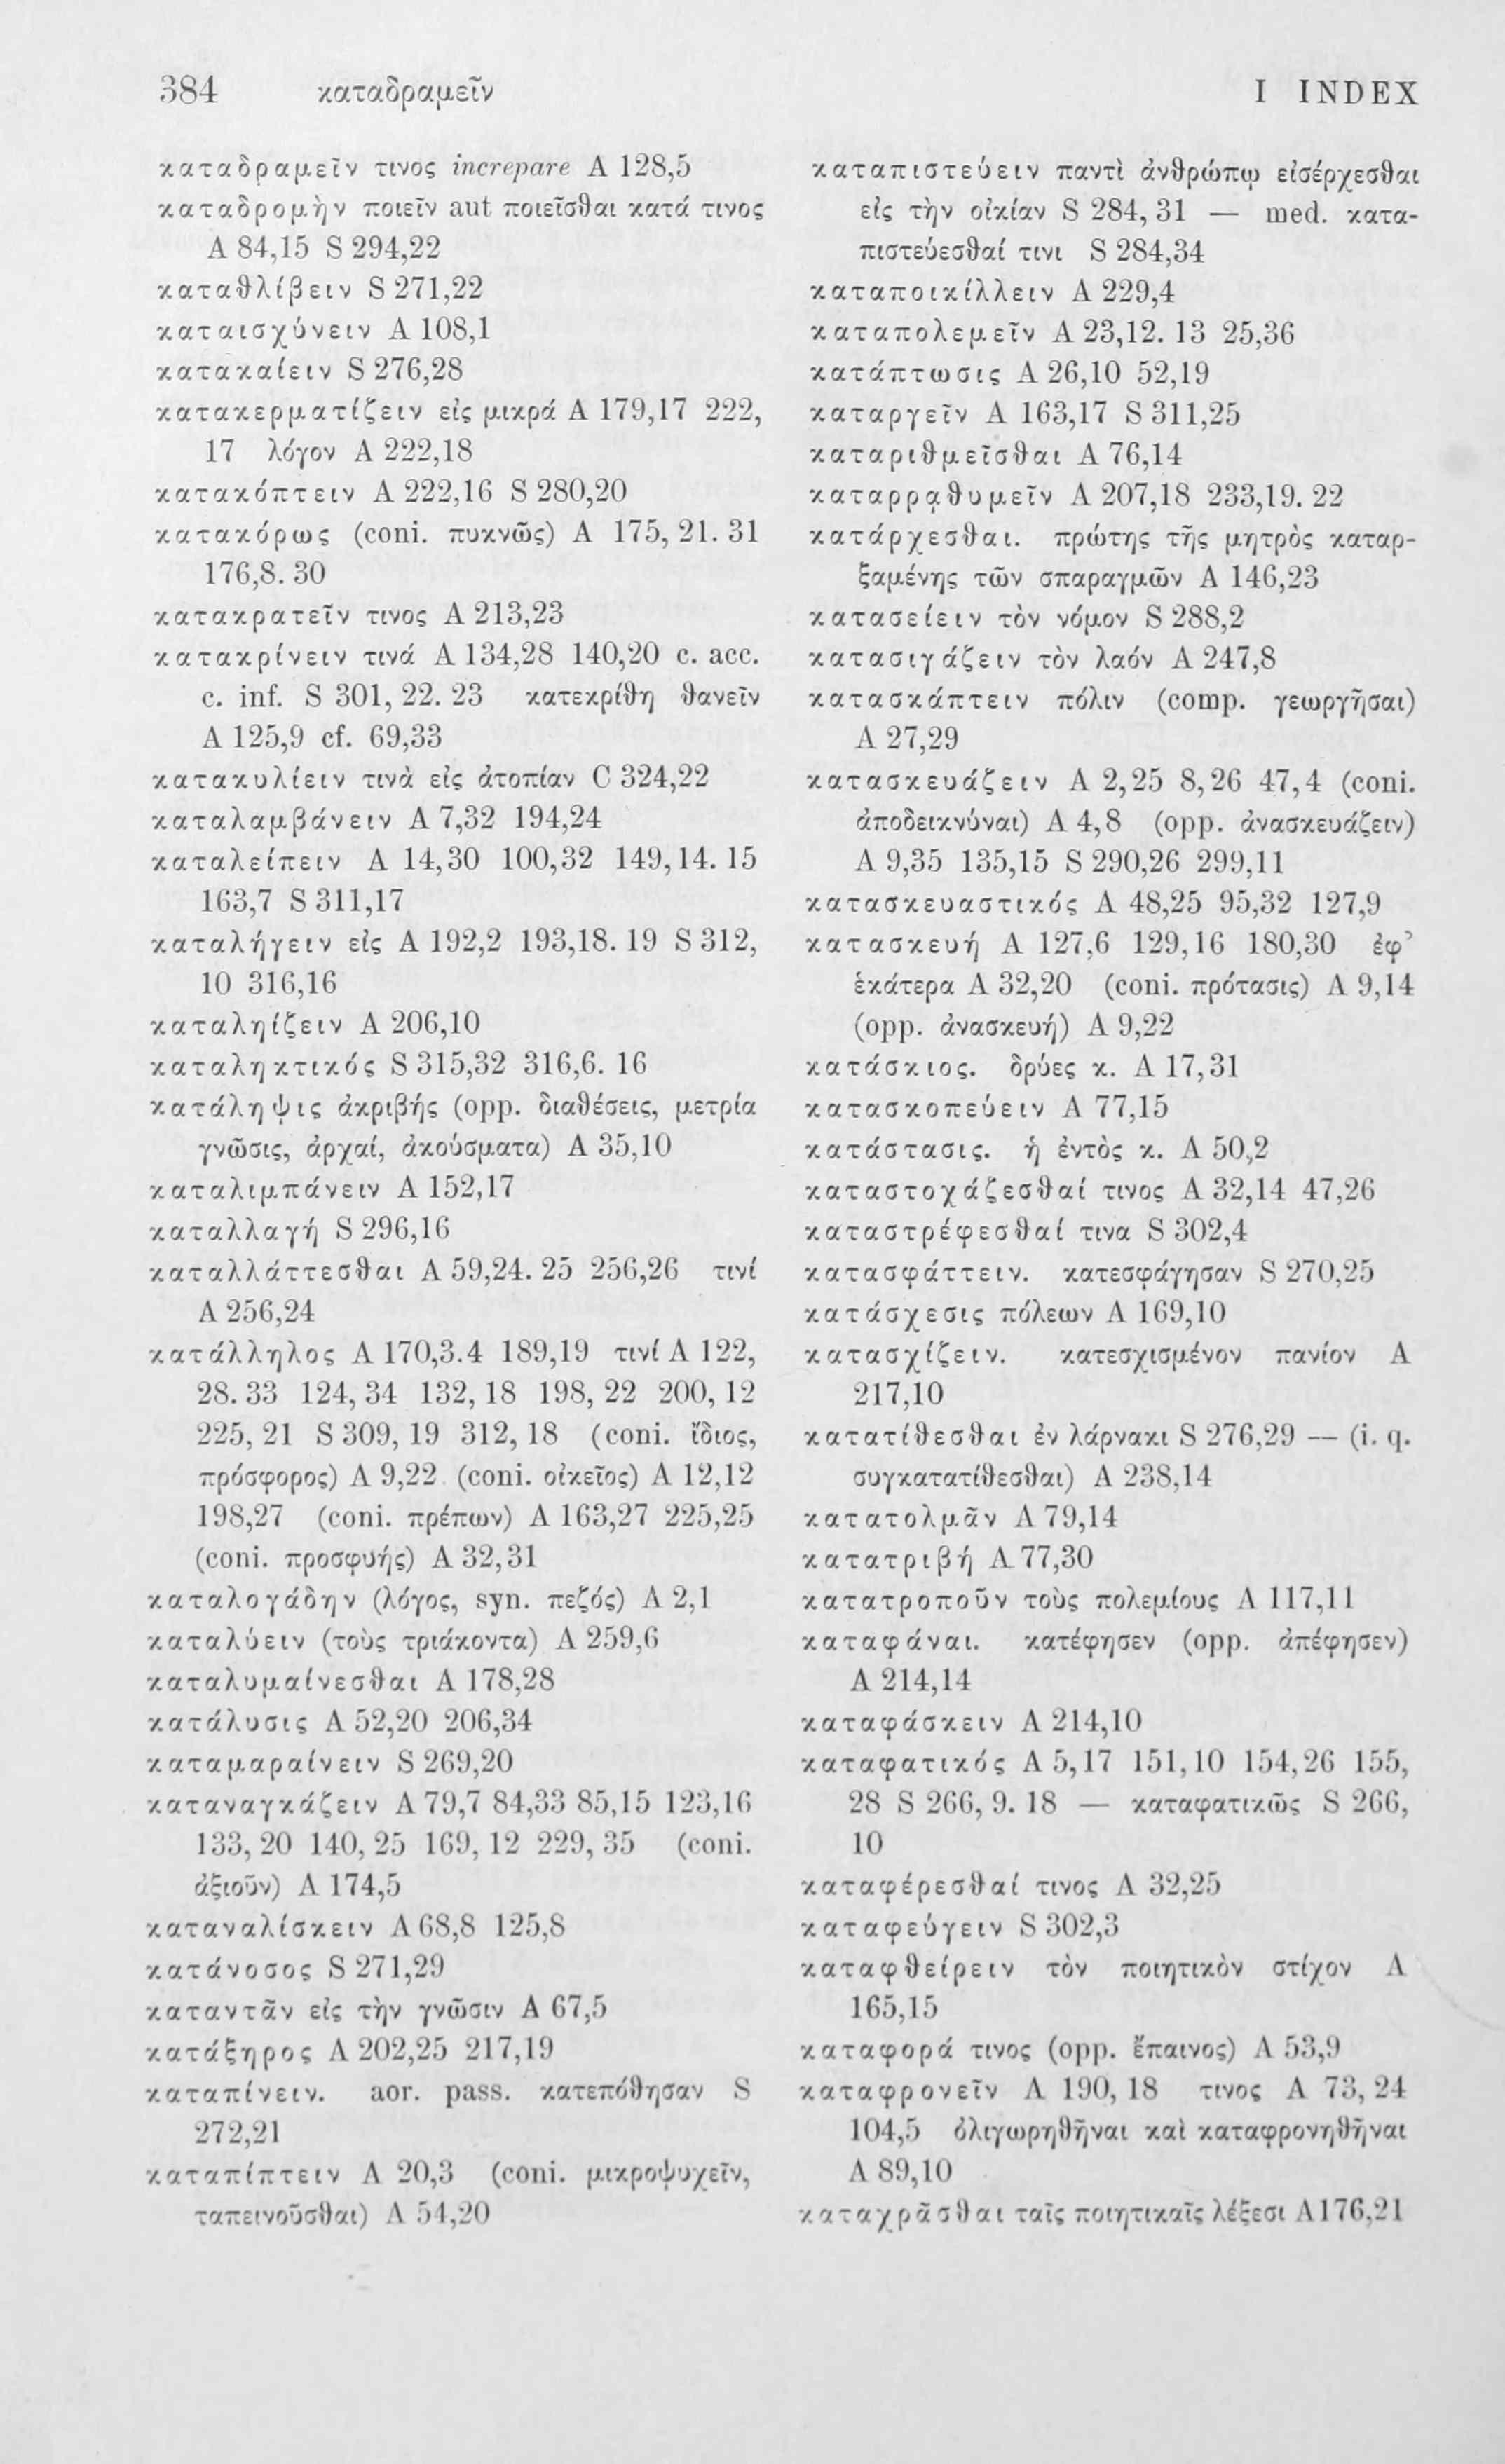 384 καταδραμεῖν I INDEX
καταδραμεῖν τινος increpare A 128,5
καταδρομὴν ποιεῖν aut ποιεῖσθαι κατά τινος
A 84,15 S 294,22
καταθλίβειν S 271,22
καταισχύνειν A 108,1
κατακαίειν S 276,28
κατακερματίζειν εἰς μικρά A 179,17 222,
17 λόγον A 222,18
κατακόπτειν A 222,16 S 280,20
κατακόρως (coni. πυκνῶς) A 175, 21. 31
176,8. 30
κατακρατεῖν τινος A 213,23
κατακρίνειν τινά A 134,28 140,20 c. acc.
c. inf. S 301, 22. 23 κατεκρίθη θανεῖν
A 125,9 cf. 69,33
κατακυλίειν τινὰ εἰς ἀτοπίαν C 324,22
καταλαμβάνειν A 7,32 194,24
καταλείπειν A 14,30 100,32 149,14. 15
163,7 S 311,17
καταλήγειν εἰς A 192,2 193,18. 19 S 312,
10 316,16
καταληίζειν A 206,10
καταληκτικός S 315,32 316,6. 16
κατάληψις ἀκριβής (opp. διαθέσεις, μετρία
γνῶσις, ἀρχαί, ἀκούσματα) A 35,10
καταλιμπάνειν A 152,17
καταλλαγή S 296,16
καταλλάττεσθαι A 59,24. 25 256,26 τινί
A 256,24
κατάλληλος A 170,3.4 189,19 τινί A 122,
28. 33 124, 34 132, 18 198, 22 200, 12
225, 21 S 309, 19 312, 18 (coni. ἴδιος,
πρόσφορος) A 9,22 (coni. οἰκεῖος) A 12,12
198,27 (coni. πρέπων) A 163,27 225,25
(coni. προσφυής) A 32,31
καταλογάδην (λόγος, syn. πεζός) A 2,1
καταλύειν (τοὺς τριάκοντα) A 259,6
καταλυμαίνεσθαι A 178,28
κατάλυσις A 52,20 206,34
καταμαραίνειν S 269,20
καταναγκάζειν A 79,7 84,33 85,15 123,16
133, 20 140, 25 169, 12 229, 35 (coni.
ἀξιοῦν) A 174,5
καταναλίσκειν A 68,8 125,8
κατάνοσος S 271,29
καταντᾶν εἰς τὴν γνῶσιν A 67,5
κατάξηρος A 202,25 217,19
καταπίνειν. aor. pass. κατεπόθησαν S
272,21
καταπίπτειν A 20,3 (coni. μικροψυχεῖν,
ταπεινοῦσθαι) A 54,20
καταπιστεύειν παντὶ ἀνθρώπῳ εἰσέρχεσθαι
εἰς τὴν οἰκίαν S 284, 31 — med. κατα-
πιστεύεσθαί τινι S 284,34
καταποικίλλειν A 229,4
καταπολεμεῖν A 23,12. 13 25,36
κατάπτωσις A 26,10 52,19
καταργεῖν A 163,17 S 311,25
καταριθμεῖσθαι A 76,14
καταρρᾳθυμεῖν A 207,18 233,19. 22
κατάρχεσθαι. πρώτης τῆς μητρὸς καταρ-
ξαμένης τῶν σπαραγμῶν A 146,23
κατασείειν τὸν νόμον S 288,2
κατασιγάζειν τὸν λαόν A 247,8
κατασκάπτειν πόλιν (comp. γεωργῆσαι)
A 27,29
κατασκευάζειν A 2,25 8,26 47,4 (coni.
ἀποδεικνύναι) A 4,8 (opp. ἀνασκευάζειν)
A 9,35 135,15 S 290,26 299,11
κατασκευαστικός A 48,25 95,32 127,9
κατασκευή A 127,6 129,16 180,30 ἐφ’
ἑκάτερα A 32,20 (coni. πρότασις) A 9,14
(opp. ἀνασκευή) A 9,22
κατάσκιος. δρύες κ. A 17,31
κατασκοπεύειν A 77,15
κατάστασις. ἡ ἐντὸς κ. A 50,2
καταστοχάζεσθαί τινος A 32,14 47,26
καταστρέφεσθαί τινα S 302,4
κατασφάττειν. κατεσφάγησαν S 270,25
κατάσχεσις πόλεων A 169,10
κατασχίζειν. κατεσχισμένον πανίον A
217,10
κατατίθεσθαι ἐν λάρνακι S 276,29 — (i. q.
συγκατατίθεσθαι) A 238,14
κατατολμᾶν A 79,14
κατατριβή A 77,30
κατατροποῦν τοὺς πολεμίους A 117,11
καταφάναι. κατέφησεν (opp. ἀπέφησεν)
A 214,14
καταφάσκειν A 214,10
καταφατικός A 5,17 151,10 154,26 155,
28 S 266, 9. 18 — καταφατικῶς S 266,
10
καταφέρεσθαί τινος A 32,25
καταφεύγειν S 302,3
καταφθείρειν τὸν ποιητικὸν στίχον A
165,15
καταφορά τινος (opp. ἔπαινος) A 53,9
καταφρονεῖν A 190, 18 τινος A 73, 24
104,5 ὀλιγωρηθῆναι καὶ καταφρονηθῆναι
A 89,10
καταχρᾶσθαι ταῖς ποιητικαῖς λέξεσι A 176,21